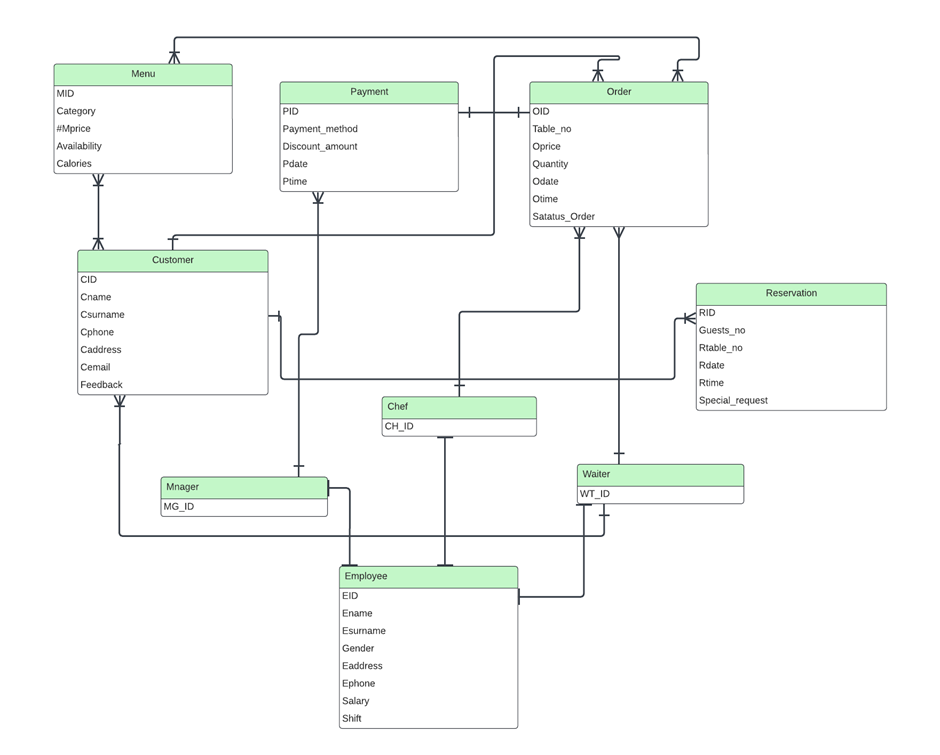 Menu
MID
Category
#Mprice
Availability
Calories
Payment
PID
Payment_method
Discount_amount
Pdate
Ptime
Order
OID
Table_no
Oprice
Quantity
Odate
Otime
Satatus_Order
Customer
CID
Cname
Csurname
Cphone
Caddress
Cemail
Feedback
Reservation
RID
Guests_no
Rtable_no
Rdate
Rtime
Special_request
Chef
CH_ID
Mnager
MG_ID
Waiter
WT_ID
Employee
EID
Ename
Esurname
Gender
Eaddress
Ephone
Salary
Shift